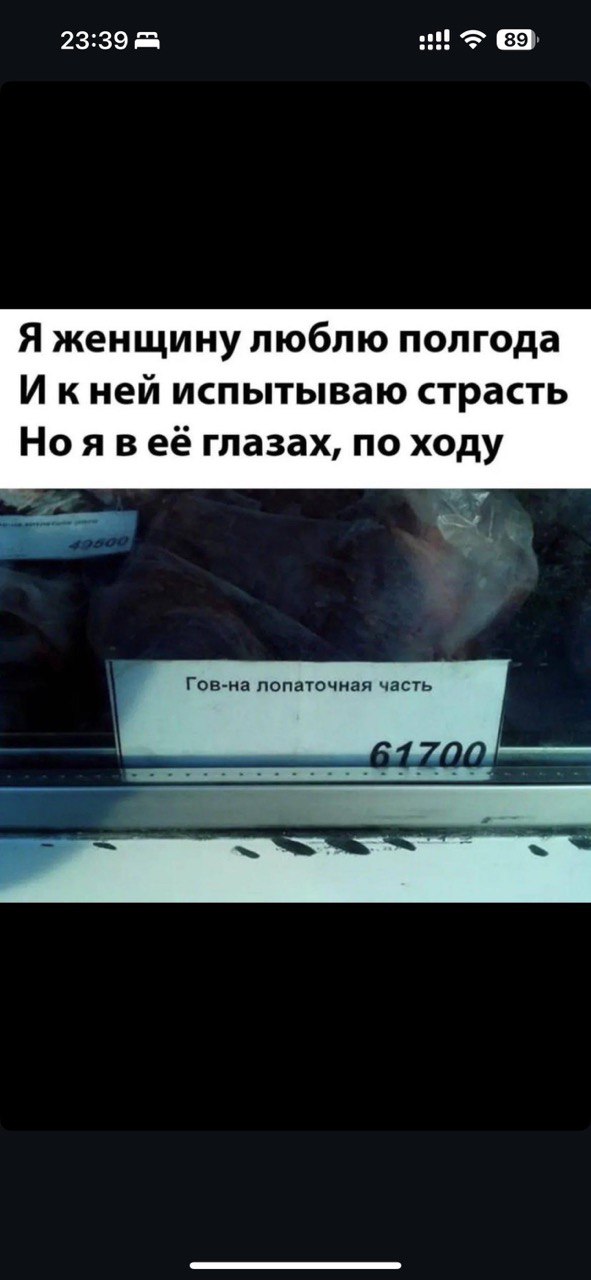 23:39
89
Я женщину люблю полгода
И к ней испытываю страсть
Но я в её глазах, по ходу
49500
Гов-на лопаточная часть
61700